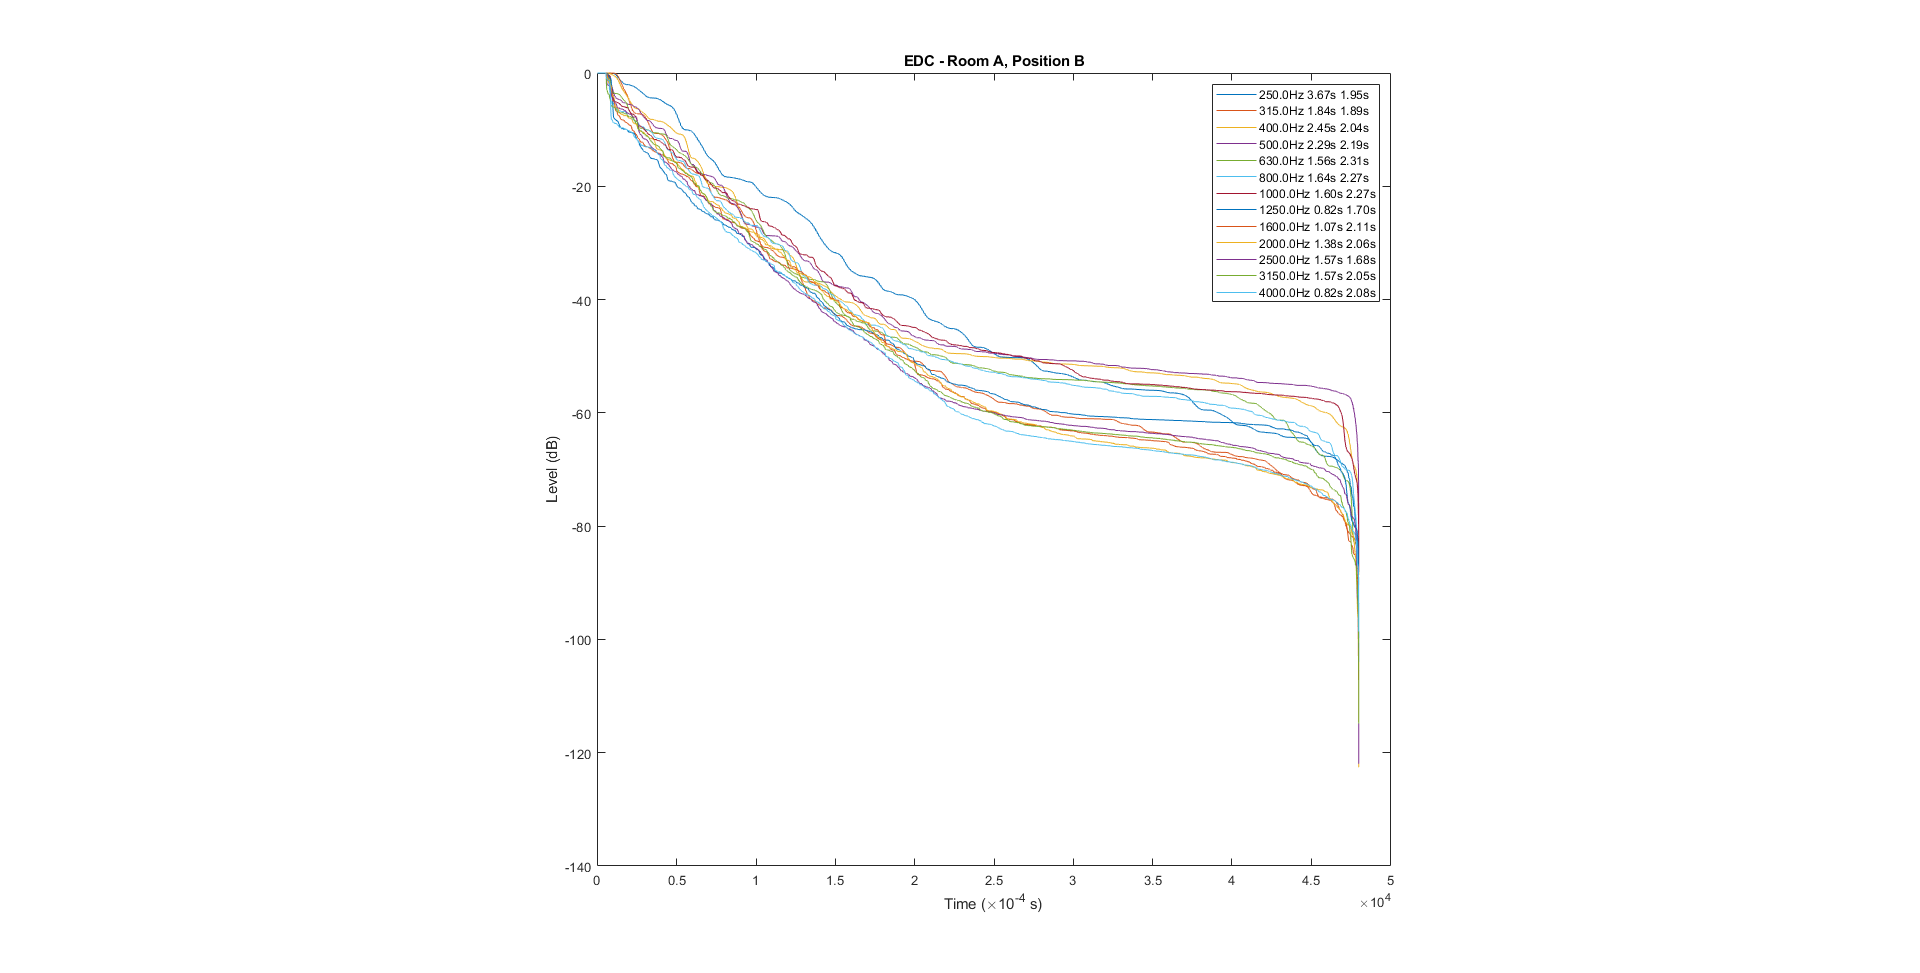 EDC - Room A, Position B
0
-20
-40
-60
-80
-100
-120
-140
Level (dB)
250.0Hz 3.67s 1.95s
315.0Hz 1.84s 1.89s
400.0Hz 2.45s 2.04s
500.0Hz 2.29s 2.19s
630.0Hz 1.56s 2.31s
800.0Hz 1.64s 2.27s
1000.0Hz 1.60s 2.27s
1250.0Hz 0.82s 1.70s
1600.0Hz 1.07s 2.11s
2000.0Hz 1.38s 2.06s
2500.0Hz 1.57s 1.68s
3150.0Hz 1.57s 2.05s
4000.0Hz 0.82s 2.08s
0 0.5 1 1.5 2 2.5 3 3.5 4 4.5 5
×10⁴
Time (×10⁻⁴ s)